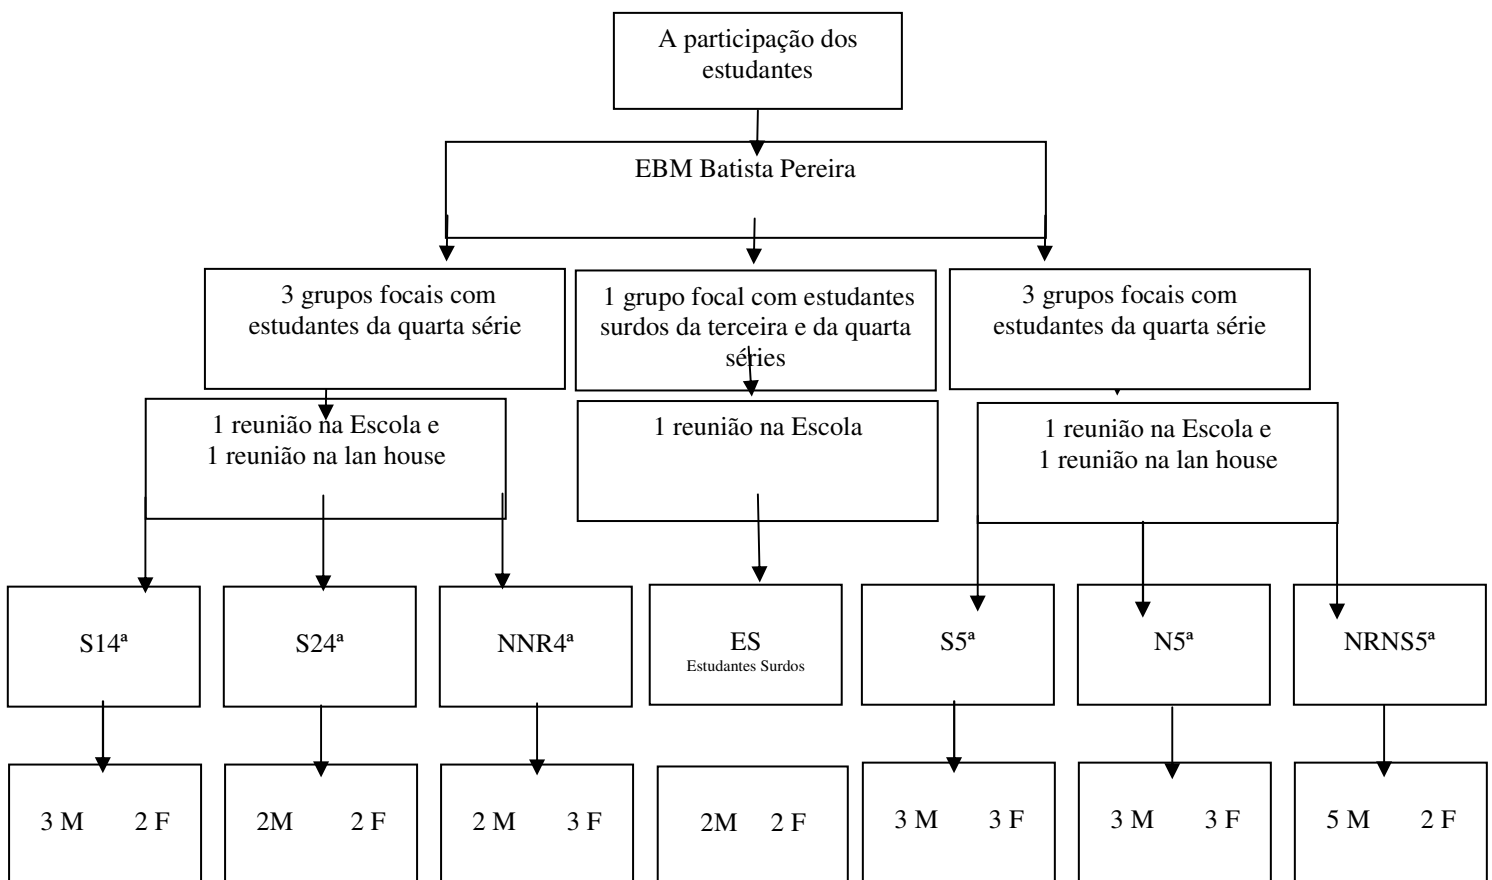 A participação dos
estudantes
EBM Batista Pereira
3 grupos focais com
estudantes da quarta série
1 grupo focal com estudantes
surdos da terceira e da quarta
séries
3 grupos focais com
estudantes da quarta série
1 reunião na Escola e
1 reunião na lan house
1 reunião na Escola
1 reunião na Escola e
1 reunião na lan house
S14ª
S24ª
NNR4ª
ES
Estudantes Surdos
S5ª
N5ª
NRNS5ª
3 M 2 F
2M 2 F
2 M 3 F
2M 2 F
3 M 3 F
3 M 3 F
5 M 2 F